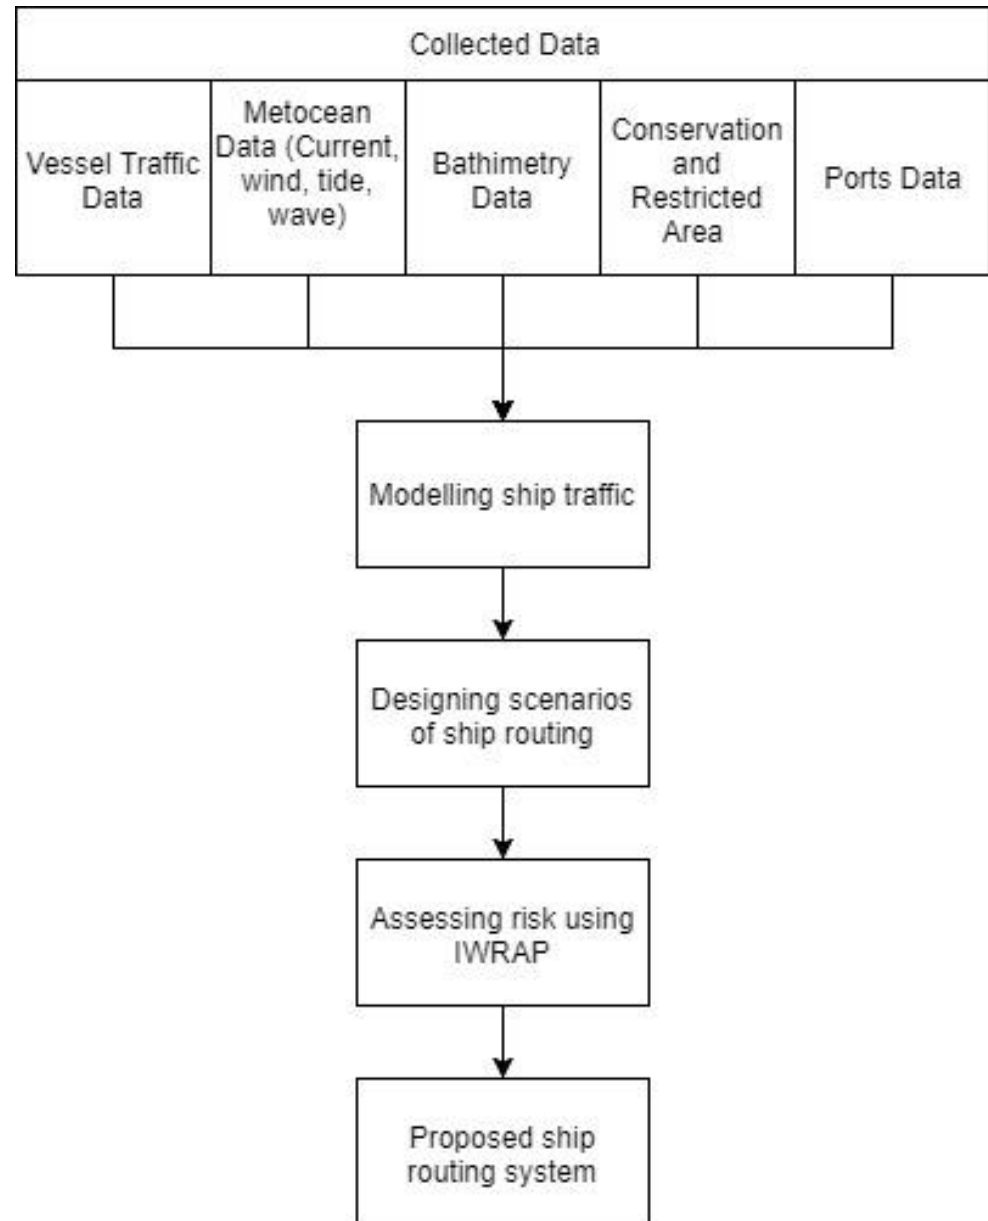 Collected Data
Vessel Traffic
Data
Metocean
Data (Current,
wind, tide,
wave)
Bathimetry
Data
Conservation
and
Restricted
Area
Ports Data
Modelling ship traffic
Designing scenarios
of ship routing
Assessing risk using
IWRAP
Proposed ship
routing system